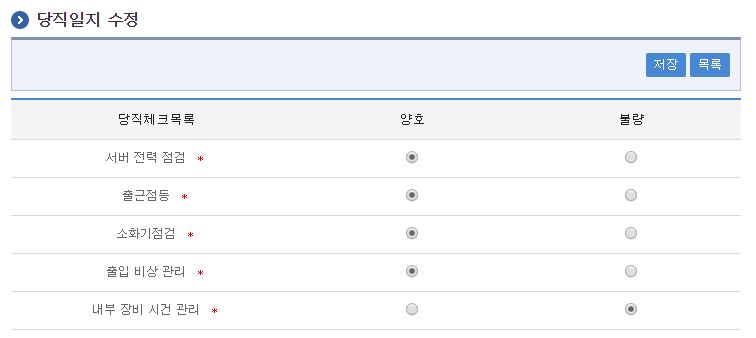 당직일지 수정
저장 목록
당직체크목록 양호 불량
서버 전력 점검 *
출근점등 *
소화기점검 *
출입 비상 관리 *
내부 장비 시건 관리 *